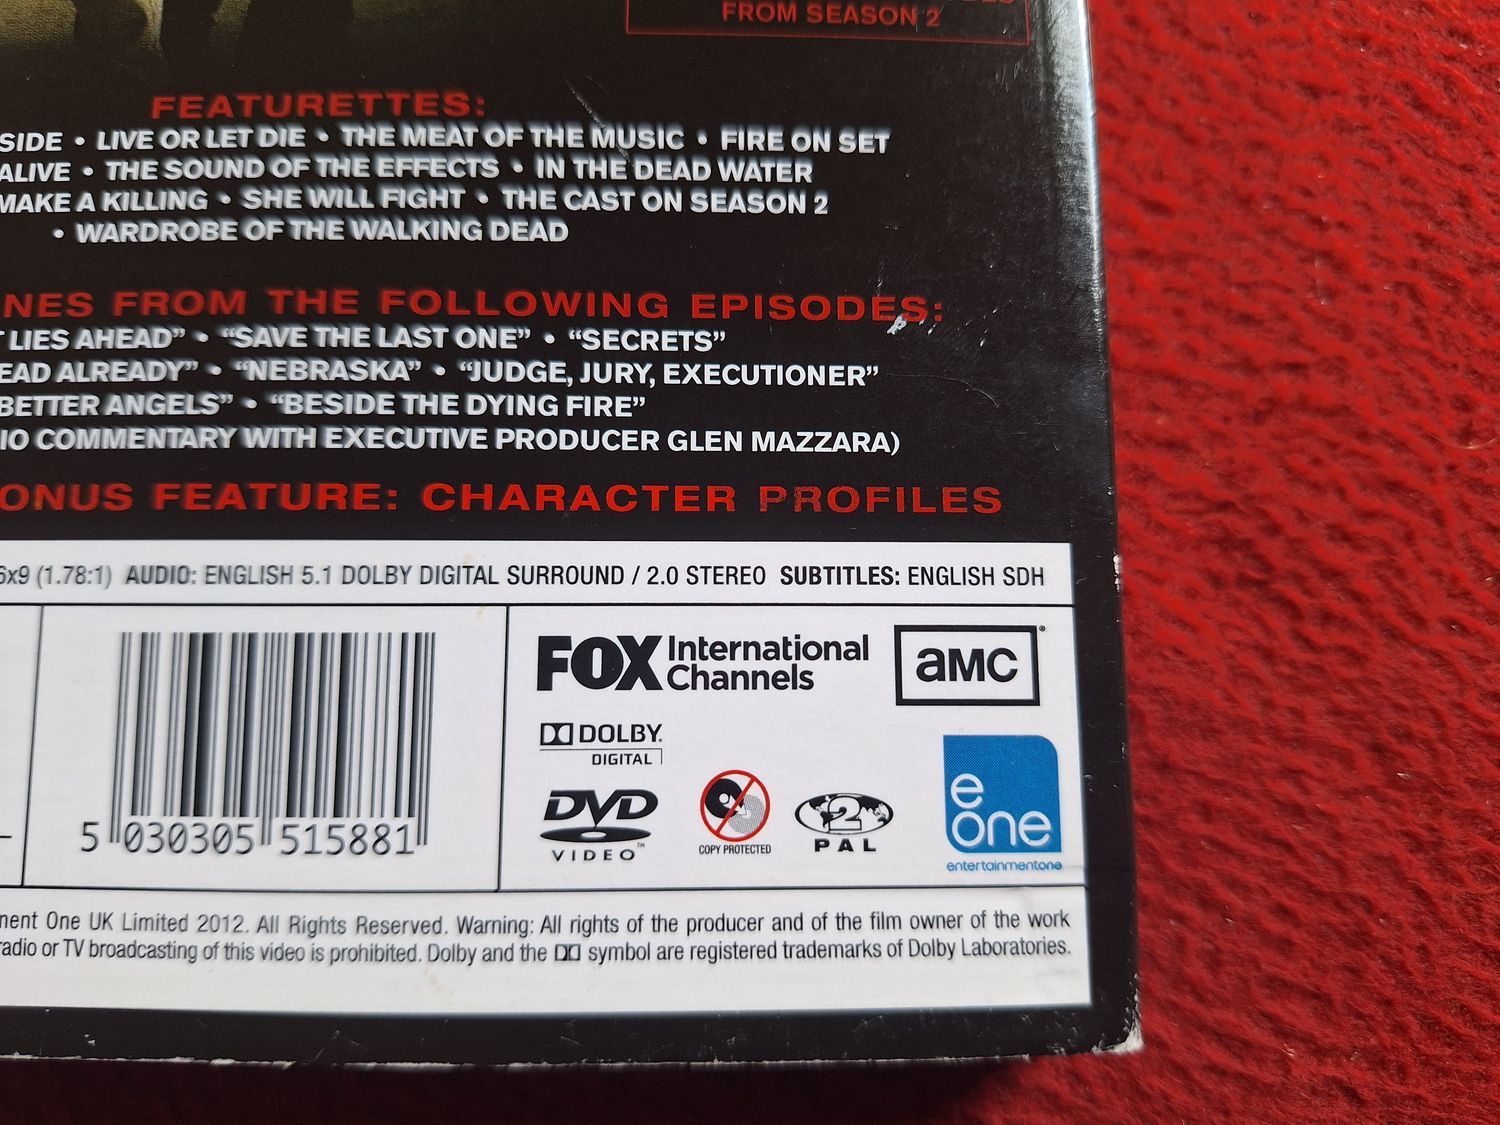 FROM SEASON 2
FEATURETTES:
SIDE • LIVE OR LET DIE • THE MEAT OF THE MUSIC • FIRE ON SET
ALIVE • THE SOUND OF THE EFFECTS • IN THE DEAD WATER
MAKE A KILLING • SHE WILL FIGHT • THE CAST ON SEASON 2
• WARDROBE OF THE WALKING DEAD
NES FROM THE FOLLOWING EPISODES:
LIES AHEAD” • “SAVE THE LAST ONE” • “SECRETS”
EAD ALREADY” • “NEBRASKA” • “JUDGE, JURY, EXECUTIONER”
BETTER ANGELS” • “BESIDE THE DYING FIRE”
IO COMMENTARY WITH EXECUTIVE PRODUCER GLEN MAZZARA)
ONUS FEATURE: CHARACTER PROFILES
6x9 (1.78:1) AUDIO: ENGLISH 5.1 DOLBY DIGITAL SURROUND / 2.0 STEREO SUBTITLES: ENGLISH SDH
5 030305 515881
FOX International
Channels
aMC
DOLBY
DIGITAL
DVD
VIDEO™
COPY PROTECTED
2
PAL
e
one
entertainmentone
nent One UK Limited 2012. All Rights Reserved. Warning: All rights of the producer and of the film owner of the work
radio or TV broadcasting of this video is prohibited. Dolby and the symbol are registered trademarks of Dolby Laboratories.